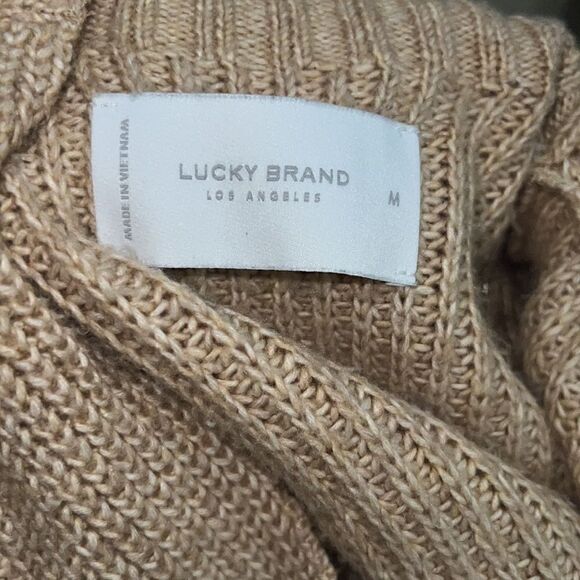 MADE IN VIETNAM
LUCKY BRAND
LOS ANGELES
M